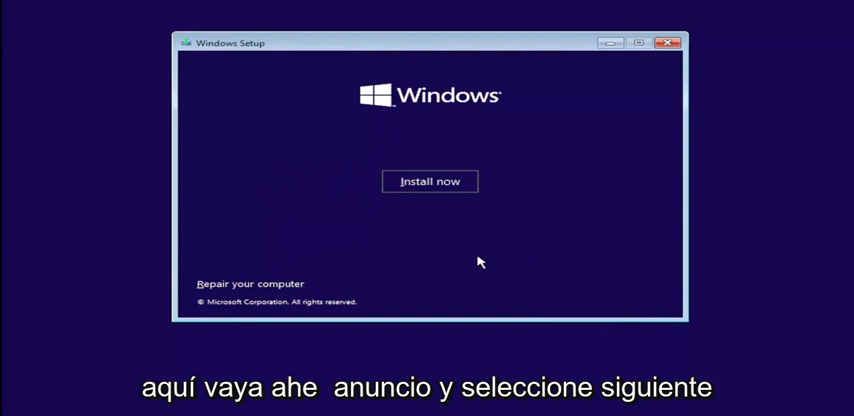 Windows Setup
Windows
Install now
Repair your computer
© Microsoft Corporation. All rights reserved.
aquí vaya ahe anuncio y seleccione siguiente